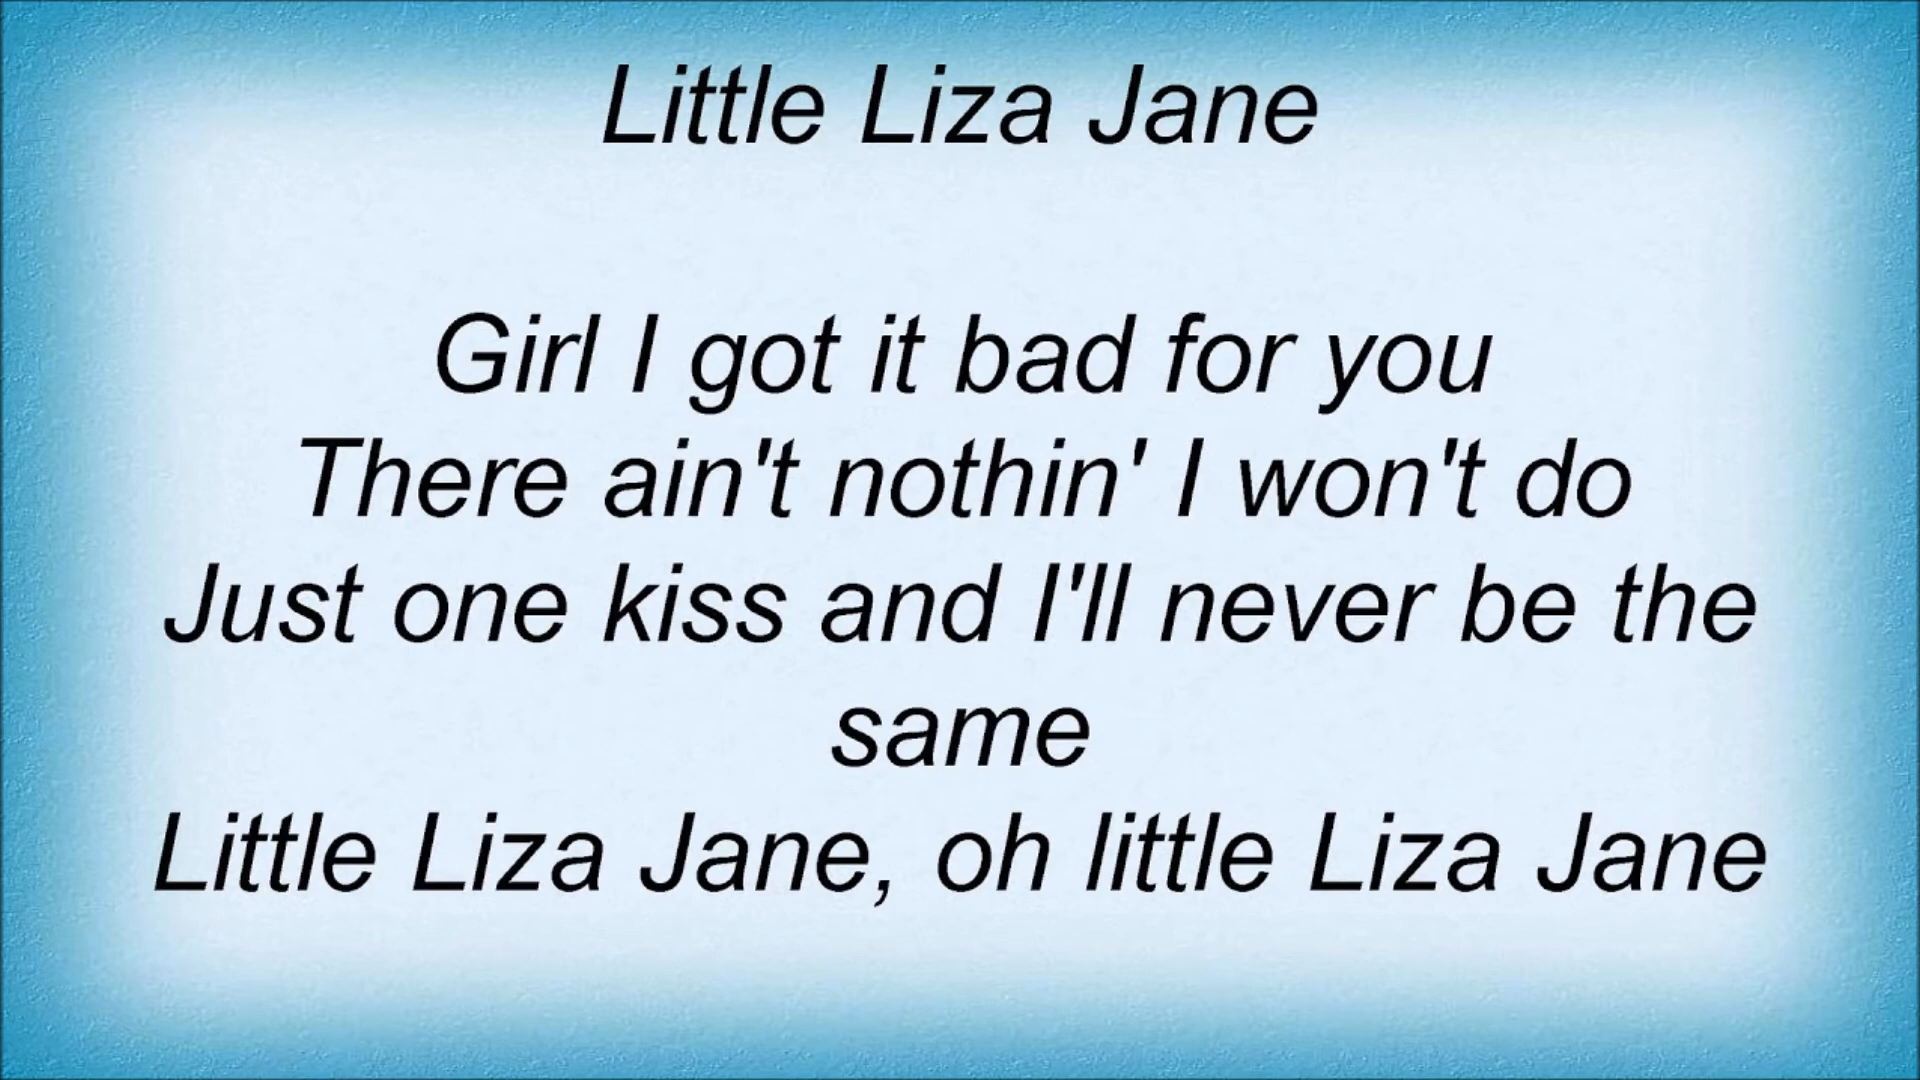 Little Liza Jane
Girl I got it bad for you
There ain't nothin' I won't do
Just one kiss and I'll never be the
same
Little Liza Jane, oh little Liza Jane